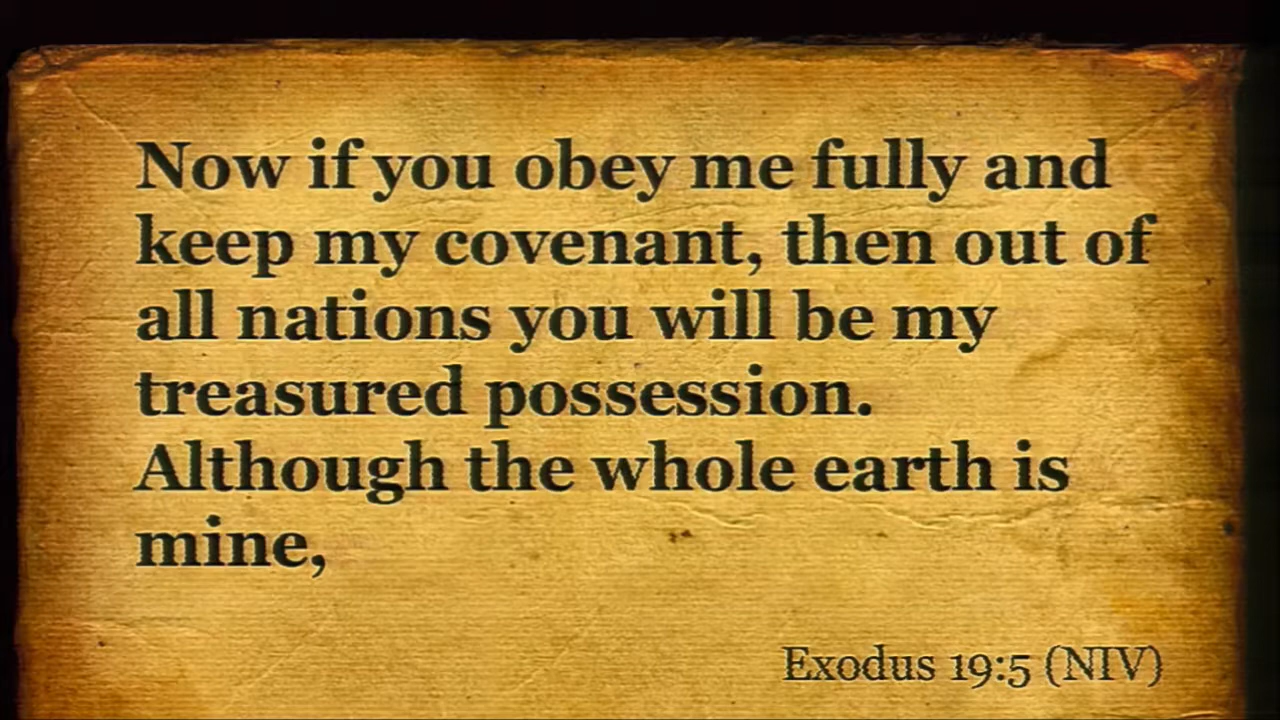 Now if you obey me fully and
keep my covenant, then out of
all nations you will be my
treasured possession.
Although the whole earth is
mine,
Exodus 19:5 (NIV)